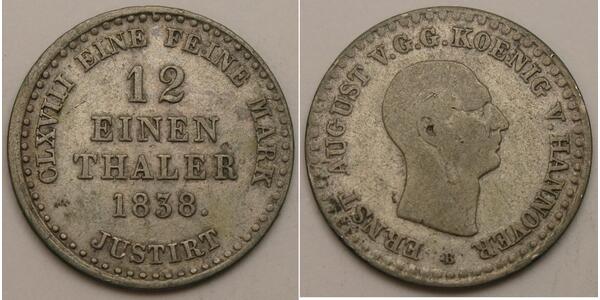 CLXVIII EINE FEINE MARK
12
EINEN
THALER
1838.
JUSTIRT
ERNST AUGUST V.G.G. KOENIG V. HANNOVER
B